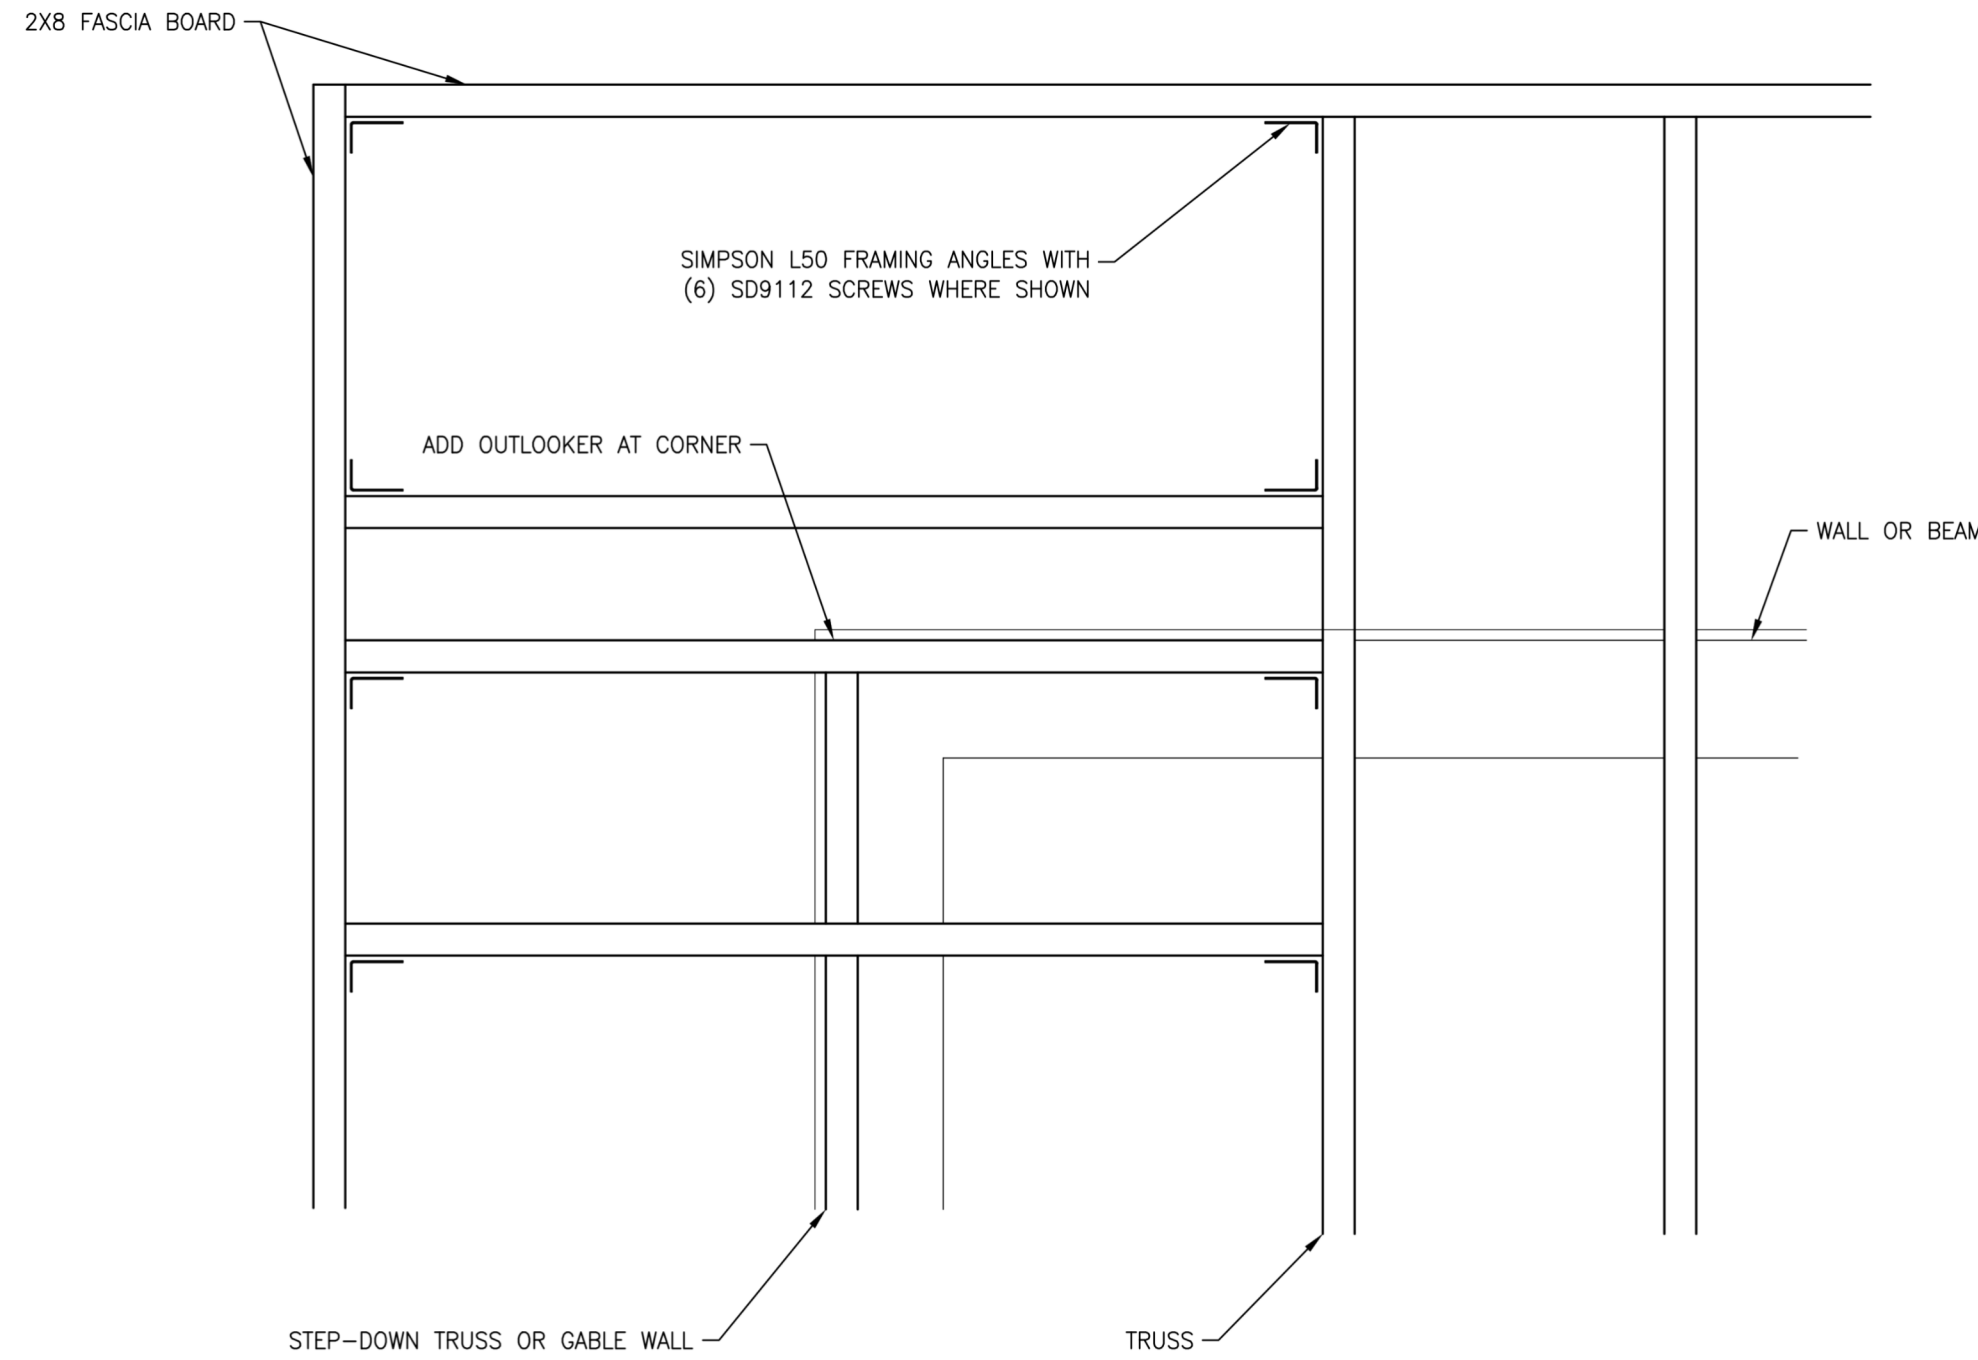 2X8 FASCIA BOARD
SIMPSON L50 FRAMING ANGLES WITH
(6) SD9112 SCREWS WHERE SHOWN
ADD OUTLOOKER AT CORNER
WALL OR BEAM
STEP-DOWN TRUSS OR GABLE WALL
TRUSS